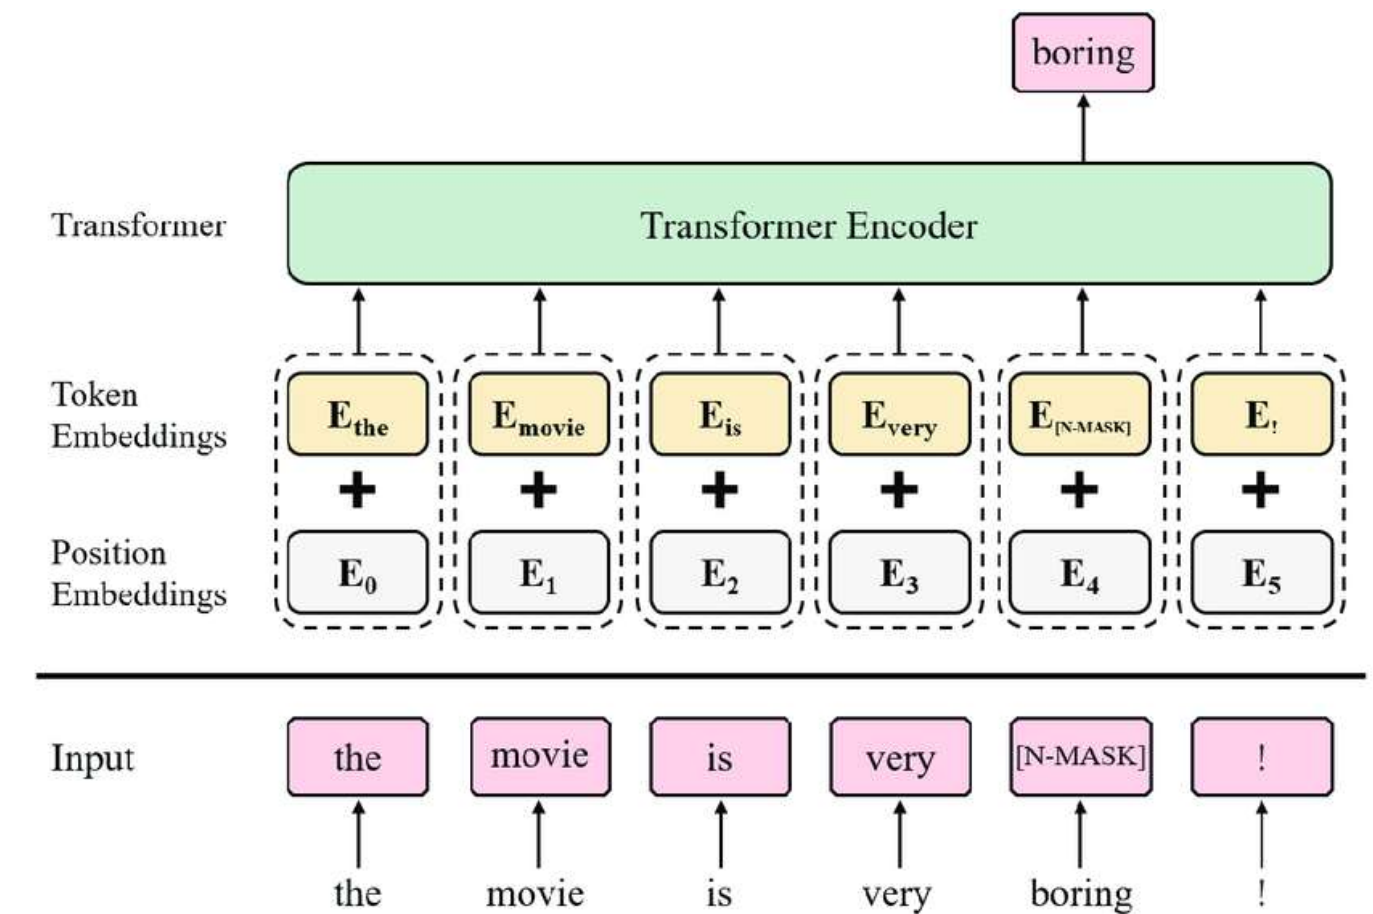 boring
Transformer
Transformer Encoder
Token
Embeddings
E_the E_movie E_is E_very E_[N-MASK] E_!
+ + + + + +
Position
Embeddings
E_0 E_1 E_2 E_3 E_4 E_5
Input
the movie is very [N-MASK] !
the movie is very boring !